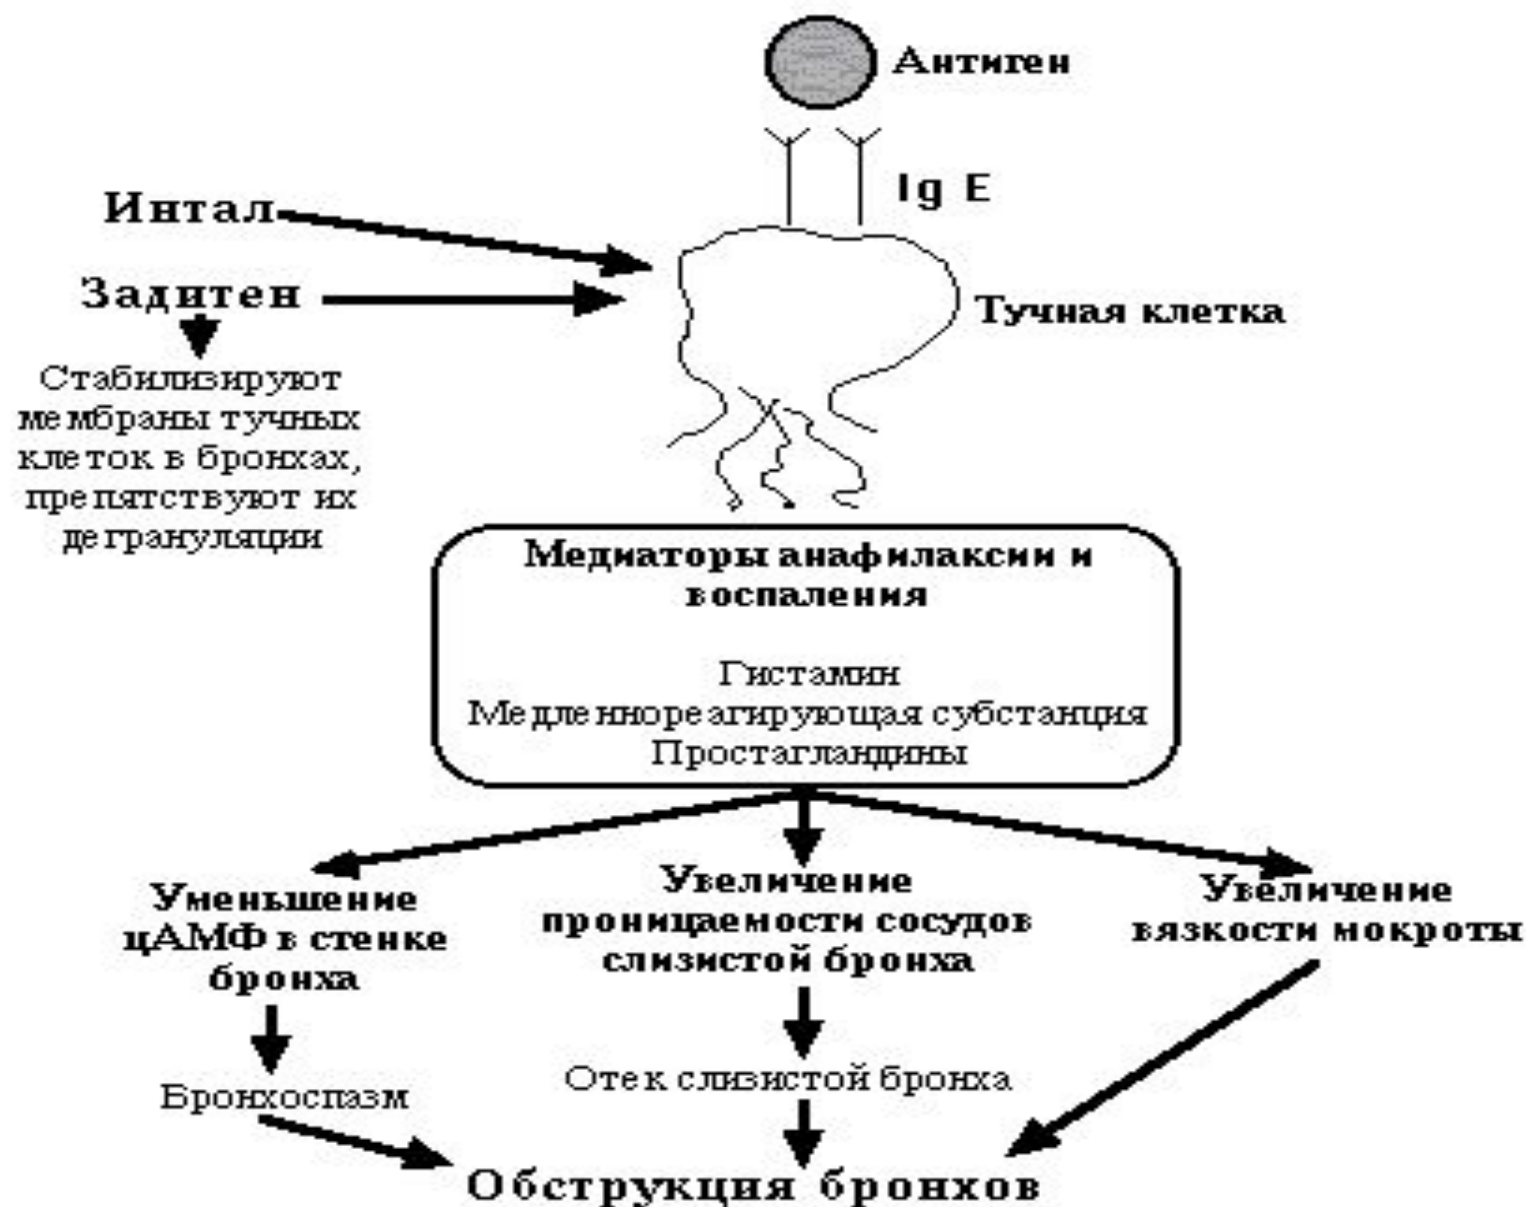 Антиген
Ig E
Интал
Задитен
Тучная клетка
Стабилизируют
мембраны тучных
клеток в бронхах,
препятствуют их
дегрануляции
Медиаторы анафилаксии и
воспаления
Гистамин
Медленнореагирующая субстанция
Простагландины
Уменьшение
цАМФ в стенке
бронха
Увеличение
проницаемости сосудов
слизистой бронха
Увеличение
вязкости мокроты
Бронхоспазм
Отек слизистой бронха
Обструкция бронхов